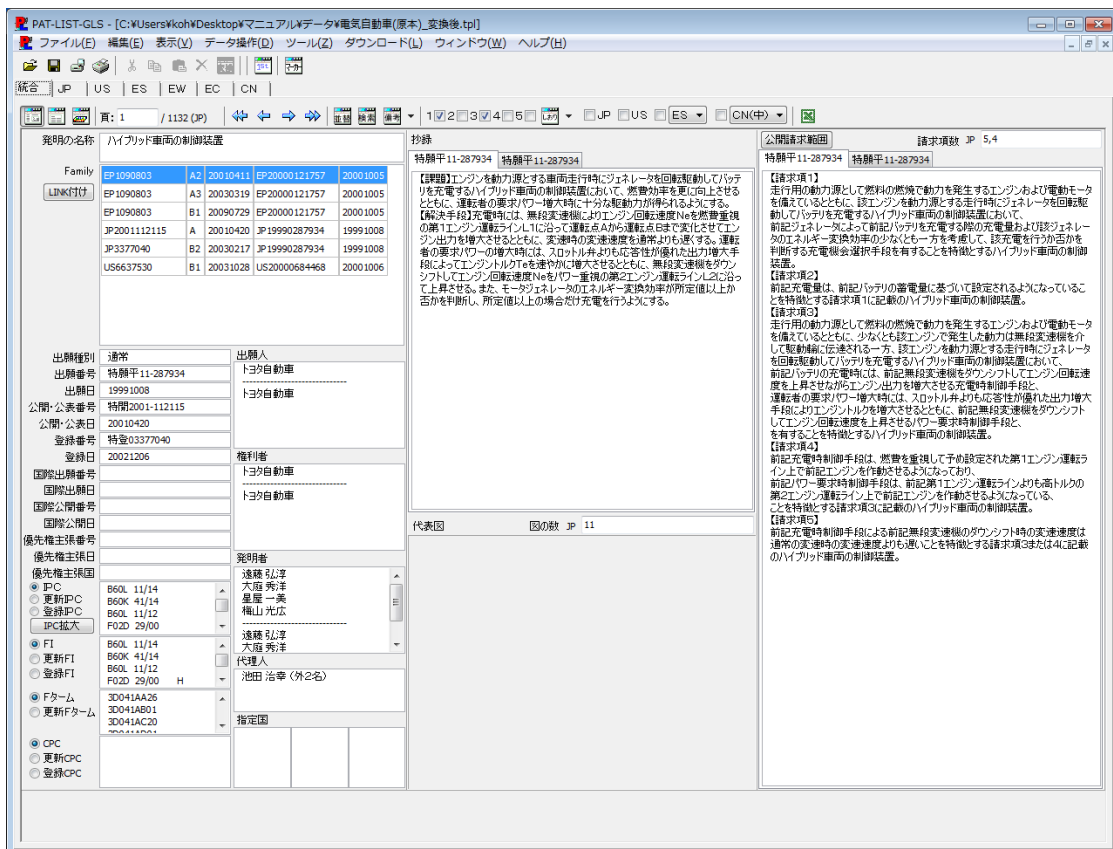 PAT-LIST-GLS - [C:¥Users¥koh¥Desktop¥マニュアル¥データ¥電気自動車(原本)_変換後.tpl]
ファイル(F) 編集(E) 表示(V) データ操作(D) ツール(Z) ダウンロード(L) ウィンドウ(W) ヘルプ(H)
統合 JP US ES EW EC CN
頁: 1 / 1132 (JP) 並替 検索 備考 1 2 3 4 5 JP US ES CN(中)
発明の名称 ハイブリッド車両の制御装置
Family
LINK付け
EP1090803 A2 20010411 EP20000121757 20001005
EP1090803 A3 20030319 EP20000121757 20001005
EP1090803 B1 20090729 EP20000121757 20001005
JP2001112115 A 20010420 JP19990287934 19991008
JP3377040 B2 20030217 JP19990287934 19991008
US6637530 B1 20031028 US20000684468 20001006
出願種別 通常
出願番号 特願平11-287934
出願日 19991008
公開・公表番号 特開2001-112115
公開・公表日 20010420
登録番号 特登03377040
登録日 20021206
国際出願番号
国際出願日
国際公開番号
国際公開日
優先権主張番号
優先権主張日
優先権主張国
IPC
更新IPC
登録IPC
IPC拡大
B60L 11/14
B60K 41/14
B60L 11/12
F02D 29/00
FI
更新FI
登録FI
B60L 11/14
B60K 41/14
B60L 11/12
F02D 29/00 H
Fターム
更新Fターム
3D041AA26
3D041AB01
3D041AC20
CPC
更新CPC
登録CPC
出願人
トヨタ自動車
--------------------------------
トヨタ自動車
権利者
トヨタ自動車
--------------------------------
トヨタ自動車
発明者
遠藤 弘淳
大庭 秀洋
星屋 一美
梅山 光広
--------------------------------
遠藤 弘淳
大庭 秀洋
代理人
池田 治幸 (外2名)
指定国
抄録
特願平11-287934 特願平11-287934
【課題】エンジンを動力源とする車両走行時にジェネレータを回転駆動してバッテ
リを充電するハイブリッド車両の制御装置において、燃費効率を更に向上させる
とともに、運転者の要求パワー増大時に十分な駆動力が得られるようにする。
【解決手段】充電時には、無段変速機によりエンジン回転速度Neを燃費重視
の第1エンジン運転ラインL1に沿って運転点Aから運転点Bまで変化させてエン
ジン出力を増大させるとともに、変速時の変速速度を通常よりも遅くする。運転
者の要求パワーの増大時には、スロットル弁よりも応答性が優れた出力増大手
段によってエンジントルクTeを速やかに増大させるとともに、無段変速機をダウン
シフトしてエンジン回転速度Neをパワー重視の第2エンジン運転ラインL2に沿っ
て上昇させる。また、モータジェネレータのエネルギー変換効率が所定値以上か
否かを判断し、所定値以上の場合だけ充電を行うようにする。
代表図 図の数 JP 11
公開請求範囲 請求項数 JP 5,4
特願平11-287934 特願平11-287934
【請求項1】
走行用の動力源として燃料の燃焼で動力を発生するエンジンおよび電動モータ
を備えているとともに、該エンジンを動力源とする走行時にジェネレータを回転駆
動してバッテリを充電するハイブリッド車両の制御装置において、
前記ジェネレータによって前記バッテリを充電する際の充電量および該ジェネレー
タのエネルギー変換効率の少なくとも一方を考慮して、該充電を行うか否かを
判断する充電機会選択手段を有することを特徴とするハイブリッド車両の制御
装置。
【請求項2】
前記充電量は、前記バッテリの蓄電量に基づいて設定されるようになっているこ
とを特徴とする請求項1に記載のハイブリッド車両の制御装置。
【請求項3】
走行用の動力源として燃料の燃焼で動力を発生するエンジンおよび電動モータ
を備えているとともに、少なくとも該エンジンで発生した動力は無段変速機を介
して駆動輪に伝達される一方、該エンジンを動力源とする走行時にジェネレータ
を回転駆動してバッテリを充電するハイブリッド車両の制御装置において、
前記バッテリの充電時には、前記無段変速機をダウンシフトしてエンジン回転速
度を上昇させながらエンジン出力を増大させる充電時制御手段と、
運転者の要求パワー増大時には、スロットル弁よりも応答性が優れた出力増大
手段によりエンジントルクを増大させるとともに、前記無段変速機をダウンシフト
してエンジン回転速度を上昇させるパワー要求時制御手段と、
を有することを特徴とするハイブリッド車両の制御装置。
【請求項4】
前記充電時制御手段は、燃費を重視して予め設定された第1エンジン運転ラ
イン上で前記エンジンを作動させるようになっており、
前記パワー要求時制御手段は、前記第1エンジン運転ラインよりも高トルクの
第2エンジン運転ライン上で前記エンジンを作動させるようになっている、
ことを特徴とする請求項3に記載のハイブリッド車両の制御装置。
【請求項5】
前記充電時制御手段による前記無段変速機のダウンシフト時の変速速度は
通常の変速時の変速速度よりも遅いことを特徴とする請求項3または4に記載
のハイブリッド車両の制御装置。